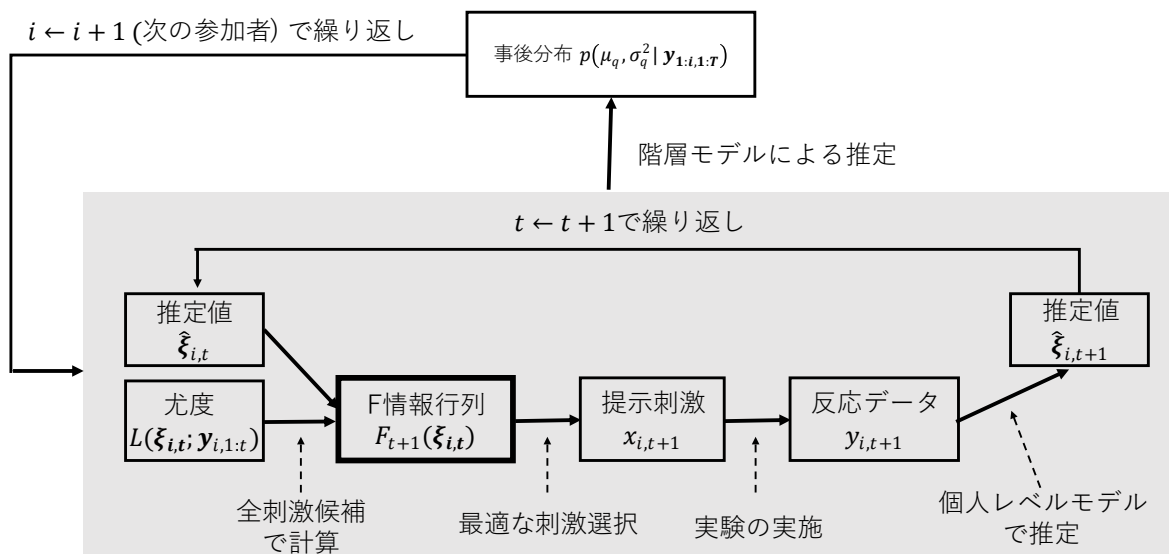 i ← i + 1 (次の参加者) で繰り返し
事後分布 p(μ_q, σ_q^2 | y_{1:i,1:T})
階層モデルによる推定
t ← t + 1で繰り返し
推定値
ξ̂_{i,t}
推定値
ξ̂_{i,t+1}
尤度
L(ξ_{i,t}; y_{i,1:t})
F情報行列
F_{t+1}(ξ_{i,t})
提示刺激
x_{i,t+1}
反応データ
y_{i,t+1}
全刺激候補
で計算
最適な刺激選択
実験の実施
個人レベルモデル
で推定